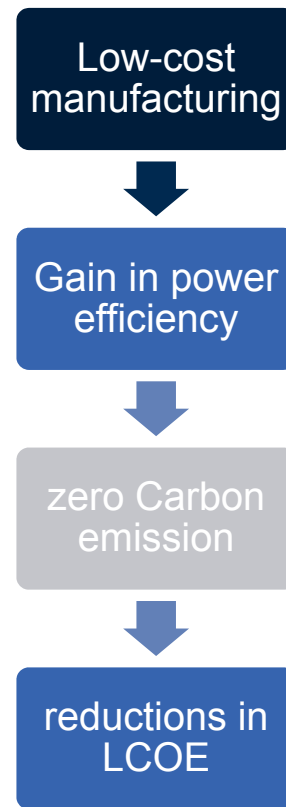 Low-cost
manufacturing
Gain in power
efficiency
zero Carbon
emission
reductions in
LCOE